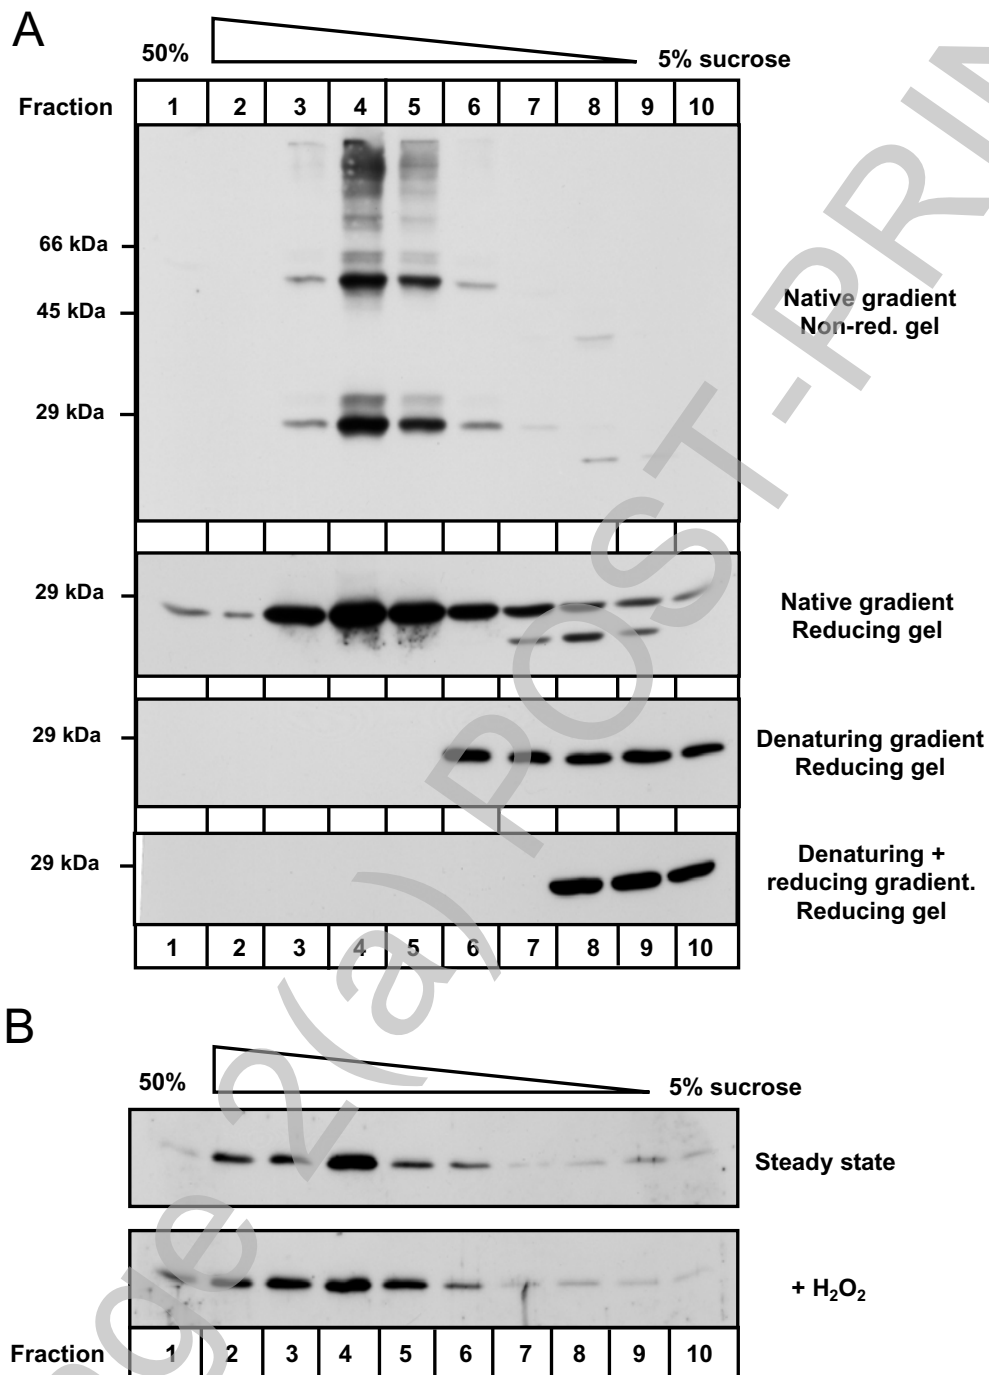 A
50% 5% sucrose
Fraction 1 2 3 4 5 6 7 8 9 10
66 kDa
45 kDa
29 kDa
Native gradient
Non-red. gel
29 kDa
Native gradient
Reducing gel
29 kDa
Denaturing gradient
Reducing gel
29 kDa
Denaturing +
reducing gradient.
Reducing gel
1 2 3 4 5 6 7 8 9 10
B
50% 5% sucrose
Steady state
+ H₂O₂
Fraction 1 2 3 4 5 6 7 8 9 10
2(a) POST-PRI